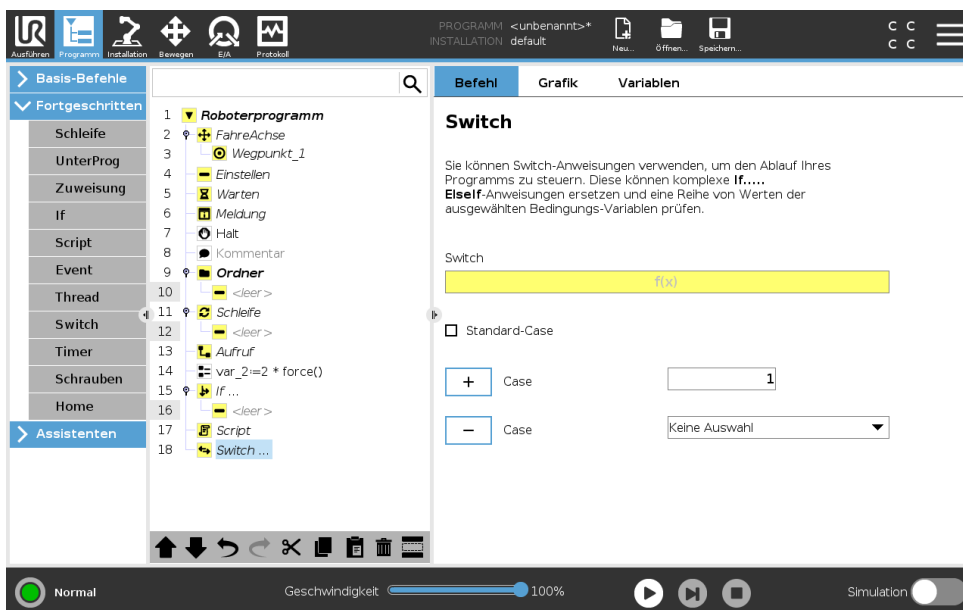 UR
PROGRAMM <unbenannt>*
INSTALLATION default
Ausführen Programm Installation Bewegen E/A Protokoll
Neu... Öffnen... Speichern...
C C
C C
Basis-Befehle
Fortgeschritten
Schleife
UnterProg
Zuweisung
If
Script
Event
Thread
Switch
Timer
Schrauben
Home
Assistenten
1 Roboterprogramm
2 FahreAchse
3 Wegpunkt_1
4 Einstellen
5 Warten
6 Meldung
7 Halt
8 Kommentar
9 Ordner
10 <leer>
11 Schleife
12 <leer>
13 Aufruf
14 var_2:=2 * force()
15 If ...
16 <leer>
17 Script
18 Switch ...
Befehl Grafik Variablen
Switch
Sie können Switch-Anweisungen verwenden, um den Ablauf Ihres
Programms zu steuern. Diese können komplexe If.....
ElseIf-Anweisungen ersetzen und eine Reihe von Werten der
ausgewählten Bedingungs-Variablen prüfen.
Switch
f(x)
Standard-Case
+ Case 1
− Case Keine Auswahl
Normal
Geschwindigkeit 100%
Simulation